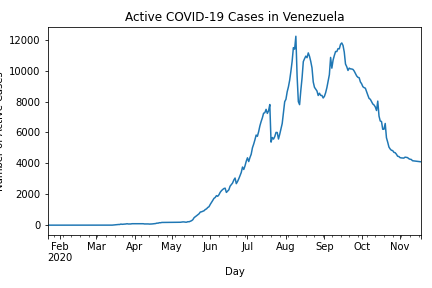 Active COVID-19 Cases in Venezuela
12000
10000
8000
6000
4000
2000
0
Number of Active Cases
Feb Mar Apr May Jun Jul Aug Sep Oct Nov
2020
Day